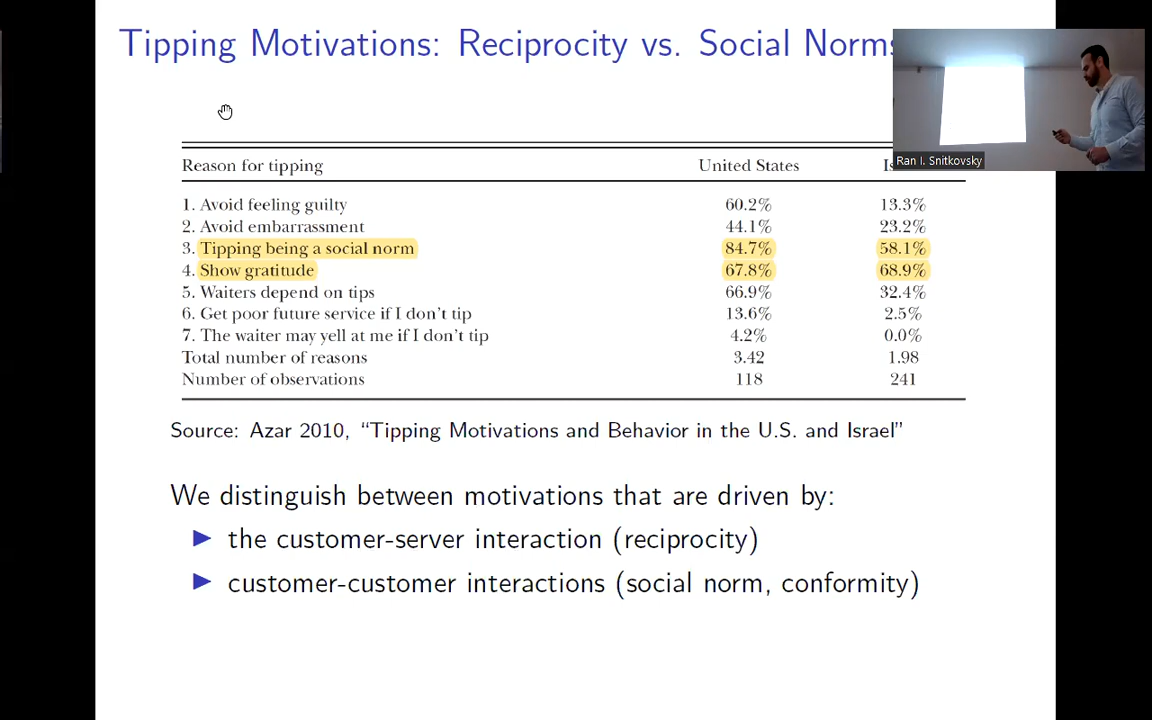 Tipping Motivations: Reciprocity vs. Social Norms
Ran I. Snitkovsky
Reason for tipping United States
1. Avoid feeling guilty 60.2% 13.3%
2. Avoid embarrassment 44.1% 23.2%
3. Tipping being a social norm 84.7% 58.1%
4. Show gratitude 67.8% 68.9%
5. Waiters depend on tips 66.9% 32.4%
6. Get poor future service if I don't tip 13.6% 2.5%
7. The waiter may yell at me if I don't tip 4.2% 0.0%
Total number of reasons 3.42 1.98
Number of observations 118 241
Source: Azar 2010, "Tipping Motivations and Behavior in the U.S. and Israel"
We distinguish between motivations that are driven by:
▶ the customer-server interaction (reciprocity)
▶ customer-customer interactions (social norm, conformity)